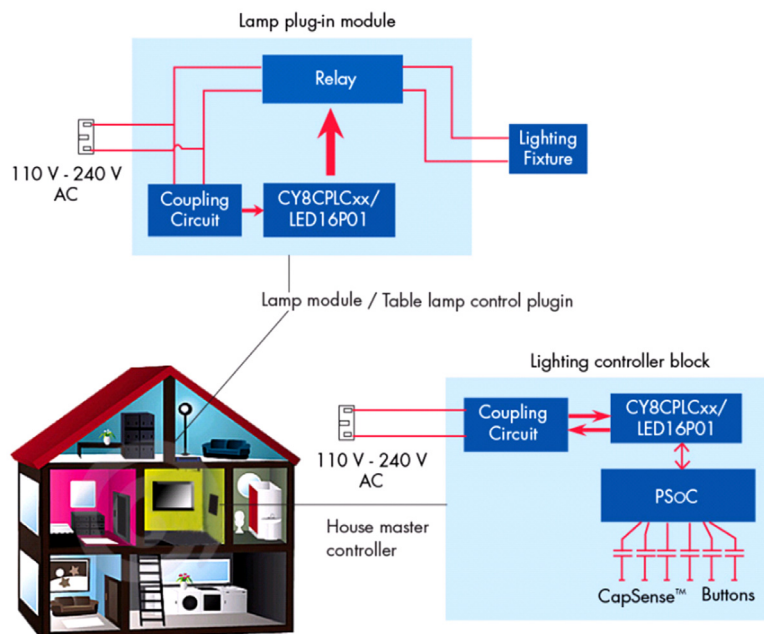 Lamp plug-in module
Relay
Lighting
Fixture
110 V - 240 V
AC
Coupling
Circuit
CY8CPLCxx/
LED16P01
Lamp module / Table lamp control plugin
Lighting controller block
Coupling
Circuit
CY8CPLCxx/
LED16P01
110 V - 240 V
AC
PSoC
House master
controller
CapSense™ Buttons